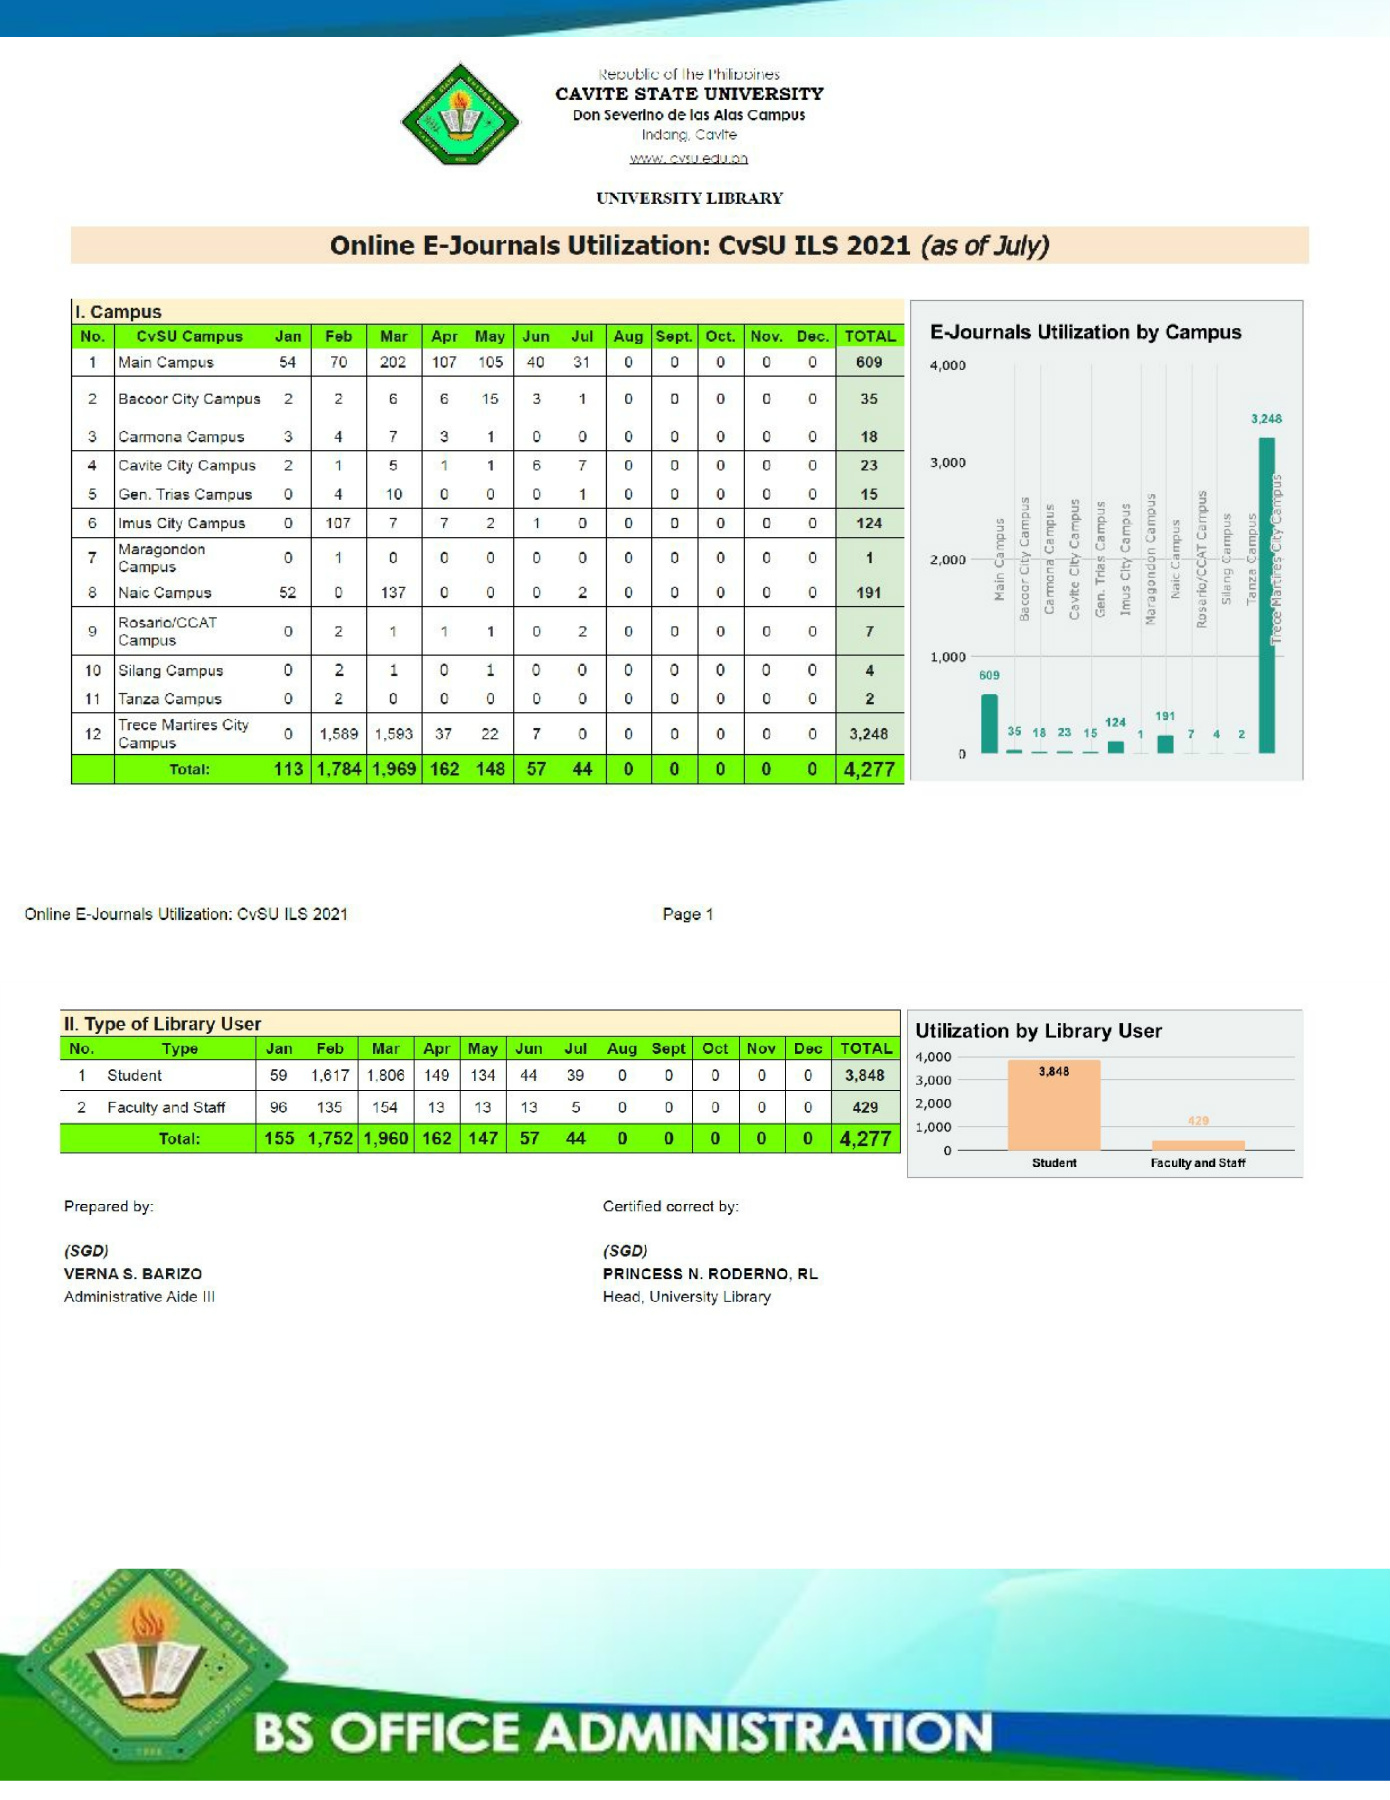 Republic of the Philippines
CAVITE STATE UNIVERSITY
Don Severino de las Alas Campus
Indang, Cavite
www.cvsu.edu.ph
UNIVERSITY LIBRARY
Online E-Journals Utilization: CvSU ILS 2021 (as of July)
I. Campus
No. CvSU Campus Jan Feb Mar Apr May Jun Jul Aug Sept. Oct. Nov. Dec. TOTAL
1 Main Campus 54 70 202 107 105 40 31 0 0 0 0 0 609
2 Bacoor City Campus 2 2 6 6 15 3 1 0 0 0 0 0 35
3 Carmona Campus 3 4 7 3 1 0 0 0 0 0 0 0 18
4 Cavite City Campus 2 1 5 1 1 6 7 0 0 0 0 0 23
5 Gen. Trias Campus 0 4 10 0 0 0 1 0 0 0 0 0 15
6 Imus City Campus 0 107 7 7 2 1 0 0 0 0 0 0 124
7 Maragondon Campus 0 1 0 0 0 0 0 0 0 0 0 0 1
8 Naic Campus 52 0 137 0 0 0 2 0 0 0 0 0 191
9 Rosario/CCAT Campus 0 2 1 1 1 0 2 0 0 0 0 0 7
10 Silang Campus 0 2 1 0 1 0 0 0 0 0 0 0 4
11 Tanza Campus 0 2 0 0 0 0 0 0 0 0 0 0 2
12 Trece Martires City Campus 0 1,589 1,593 37 22 7 0 0 0 0 0 0 3,248
Total: 113 1,784 1,969 162 148 57 44 0 0 0 0 0 4,277
E-Journals Utilization by Campus
4,000
3,000
2,000
1,000
0
609 35 18 23 15 124 1 191 7 4 2 3,248
Main Campus
Bacoor City Campus
Carmona Campus
Cavite City Campus
Gen. Trias Campus
Imus City Campus
Maragondon Campus
Naic Campus
Rosario/CCAT Campus
Silang Campus
Tanza Campus
Trece Martires City Campus
Online E-Journals Utilization: CvSU ILS 2021 Page 1
II. Type of Library User
No. Type Jan Feb Mar Apr May Jun Jul Aug Sept Oct Nov Dec TOTAL
1 Student 59 1,617 1,806 149 134 44 39 0 0 0 0 0 3,848
2 Faculty and Staff 96 135 154 13 13 13 5 0 0 0 0 0 429
Total: 155 1,752 1,960 162 147 57 44 0 0 0 0 0 4,277
Utilization by Library User
4,000
3,000
2,000
1,000
0
3,848
429
Student Faculty and Staff
Prepared by: Certified correct by:
(SGD) (SGD)
VERNA S. BARIZO PRINCESS N. RODERNO, RL
Administrative Aide III Head, University Library
CAVITE STATE UNIVERSITY
CAVITE PHILIPPINES
1906
BS OFFICE ADMINISTRATION